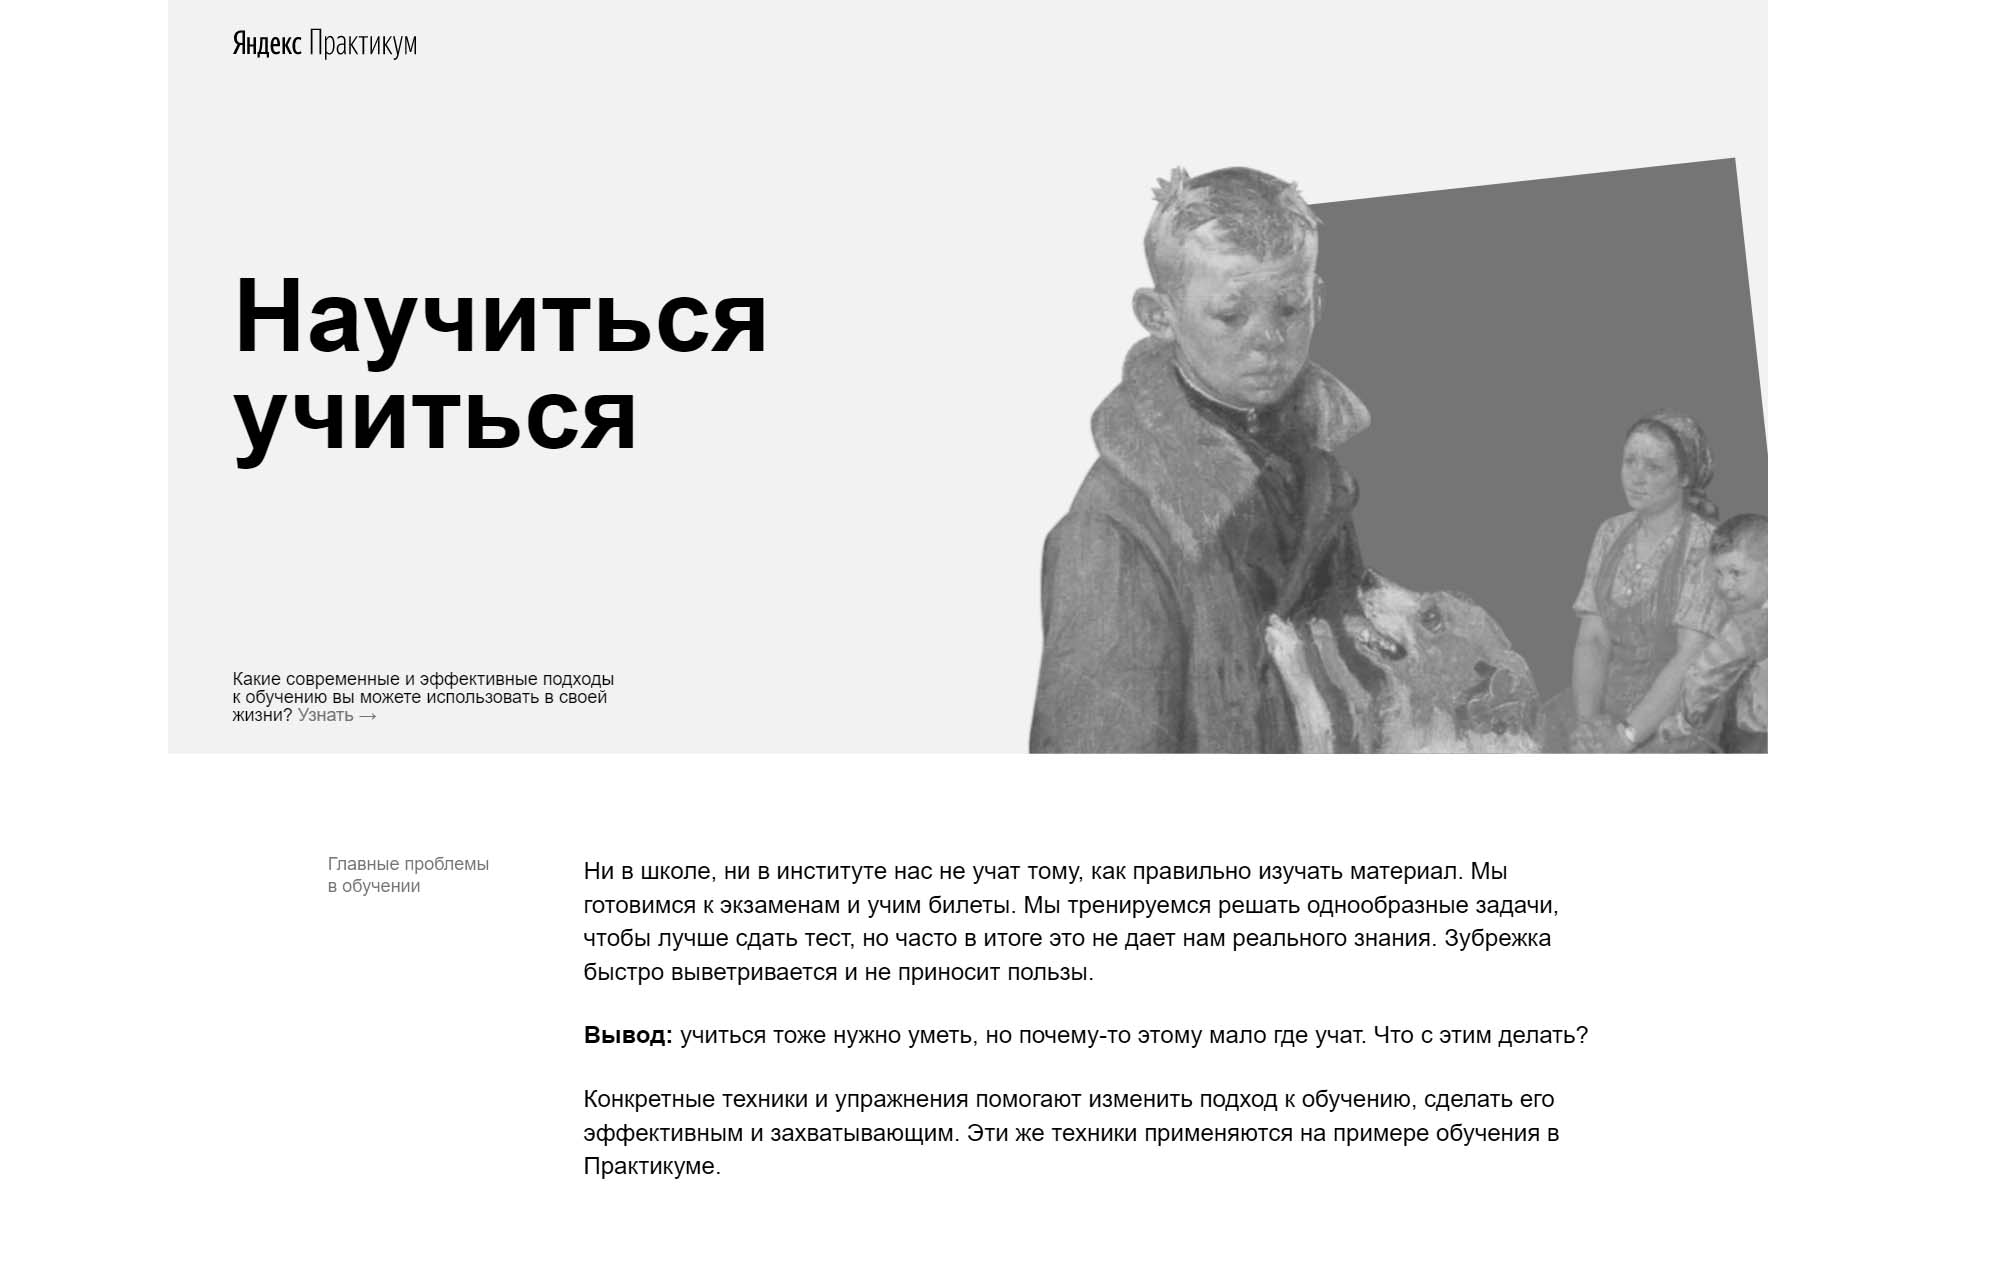 Яндекс Практикум
Научиться
учиться
Какие современные и эффективные подходы
к обучению вы можете использовать в своей
жизни? Узнать →
Главные проблемы
в обучении
Ни в школе, ни в институте нас не учат тому, как правильно изучать материал. Мы
готовимся к экзаменам и учим билеты. Мы тренируемся решать однообразные задачи,
чтобы лучше сдать тест, но часто в итоге это не дает нам реального знания. Зубрежка
быстро выветривается и не приносит пользы.
Вывод: учиться тоже нужно уметь, но почему-то этому мало где учат. Что с этим делать?
Конкретные техники и упражнения помогают изменить подход к обучению, сделать его
эффективным и захватывающим. Эти же техники применяются на примере обучения в
Практикуме.